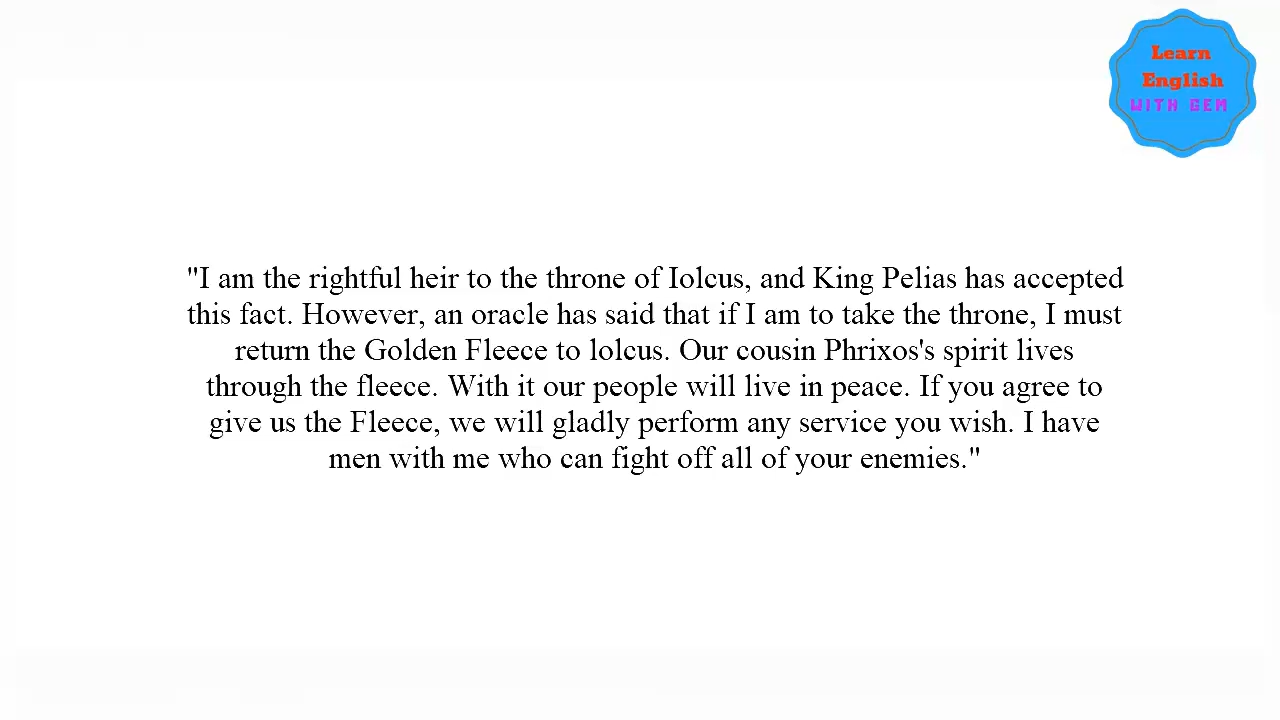 Learn
English
WITH GEM
"I am the rightful heir to the throne of Iolcus, and King Pelias has accepted
this fact. However, an oracle has said that if I am to take the throne, I must
return the Golden Fleece to lolcus. Our cousin Phrixos's spirit lives
through the fleece. With it our people will live in peace. If you agree to
give us the Fleece, we will gladly perform any service you wish. I have
men with me who can fight off all of your enemies."